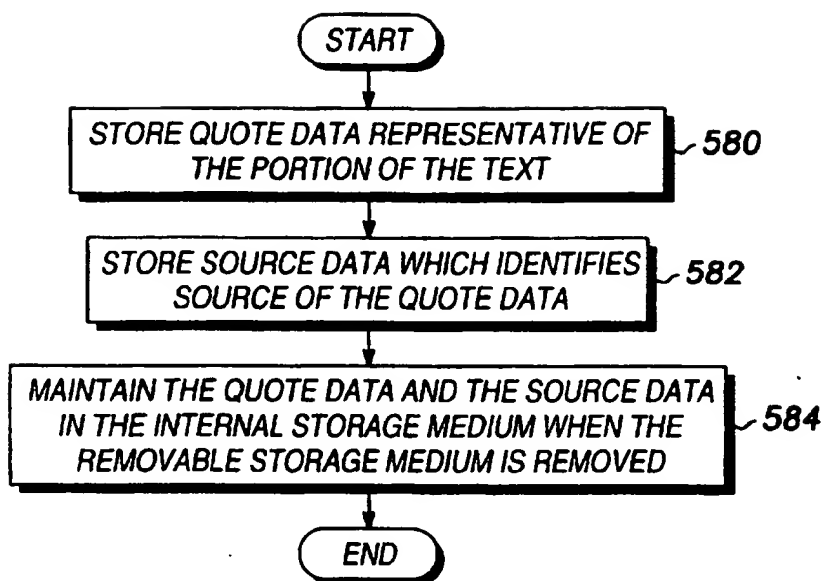 START
STORE QUOTE DATA REPRESENTATIVE OF
THE PORTION OF THE TEXT
580
STORE SOURCE DATA WHICH IDENTIFIES
SOURCE OF THE QUOTE DATA
582
MAINTAIN THE QUOTE DATA AND THE SOURCE DATA
IN THE INTERNAL STORAGE MEDIUM WHEN THE
REMOVABLE STORAGE MEDIUM IS REMOVED
584
END